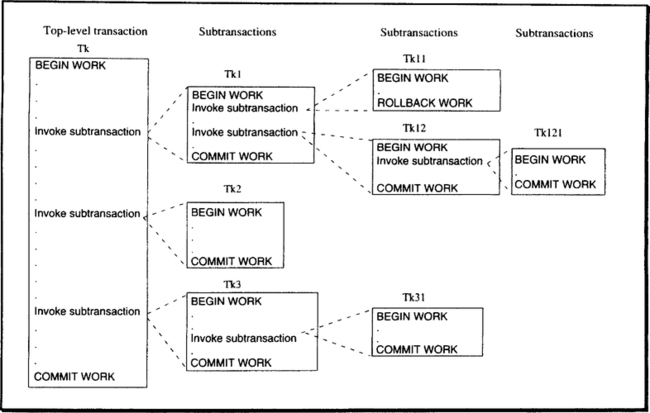 Top-level transaction
Tk
BEGIN WORK
.
.
.
Invoke subtransaction
.
.
.
.
Invoke subtransaction
.
.
.
.
.
Invoke subtransaction
.
.
.
COMMIT WORK
Subtransactions
Tk1
BEGIN WORK
Invoke subtransaction
.
Invoke subtransaction
.
COMMIT WORK
Tk2
BEGIN WORK
.
.
.
COMMIT WORK
Tk3
BEGIN WORK
.
.
Invoke subtransaction
.
COMMIT WORK
Subtransactions
Tk11
BEGIN WORK
.
ROLLBACK WORK
Tk12
BEGIN WORK
Invoke subtransaction
.
COMMIT WORK
Tk31
BEGIN WORK
.
.
COMMIT WORK
Subtransactions
Tk121
BEGIN WORK
.
COMMIT WORK